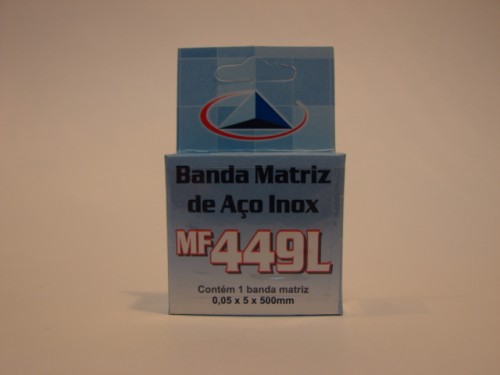 Banda Matriz
de Aço Inox
MF449L
Contém 1 banda matriz
0,05 x 5 x 500mm